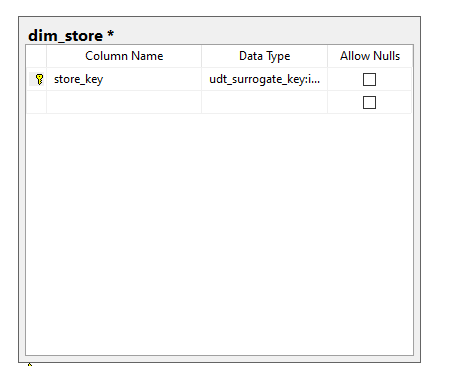 dim_store *
Column Name Data Type Allow Nulls
store_key udt_surrogate_key:i...